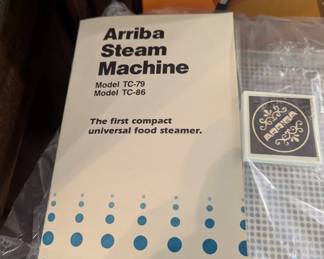 Arriba
Steam
Machine
Model TC-79
Model TC-86
The first compact
universal food steamer.
ARRIBA